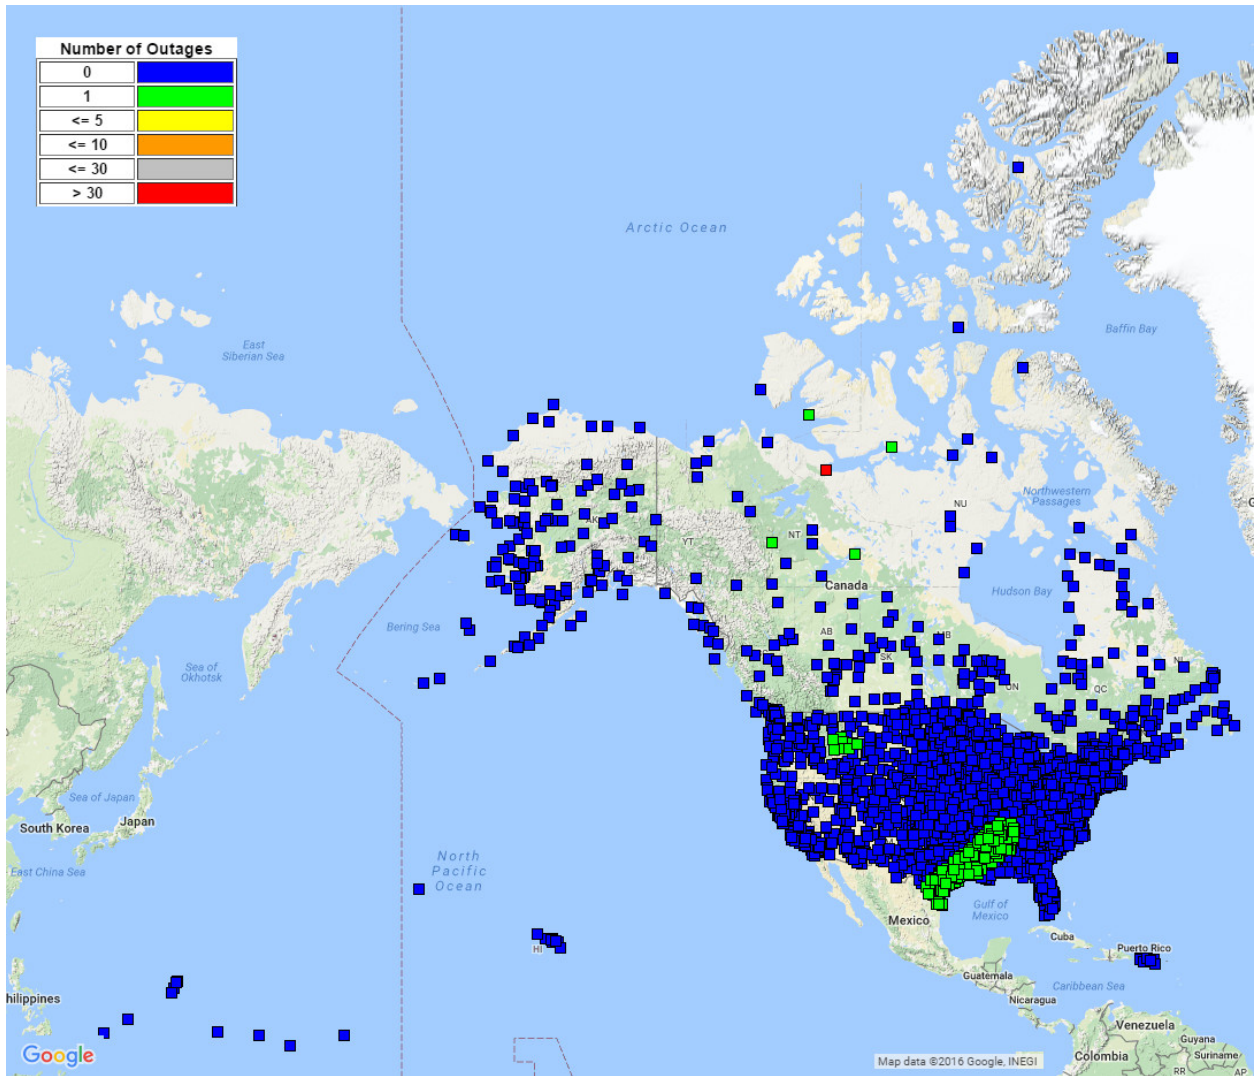 Number of Outages
0
1
<= 5
<= 10
<= 30
> 30
Arctic Ocean
East
Siberian Sea
Baffin Bay
Northwestern
Passages
NU
AK
YT
NT
Canada
Hudson Bay
Bering Sea
Sea of
Okhotsk
AB
MB
SK
ON
QC
Sea of Japan
South Korea
Japan
East China Sea
North
Pacific
Ocean
Gulf of
Mexico
Mexico
HI
Cuba
Puerto Rico
Guatemala
Caribbean Sea
Nicaragua
hilippines
Venezuela
Guyana
Suriname
Colombia
RR
AP
Google
Map data ©2016 Google, INEGI